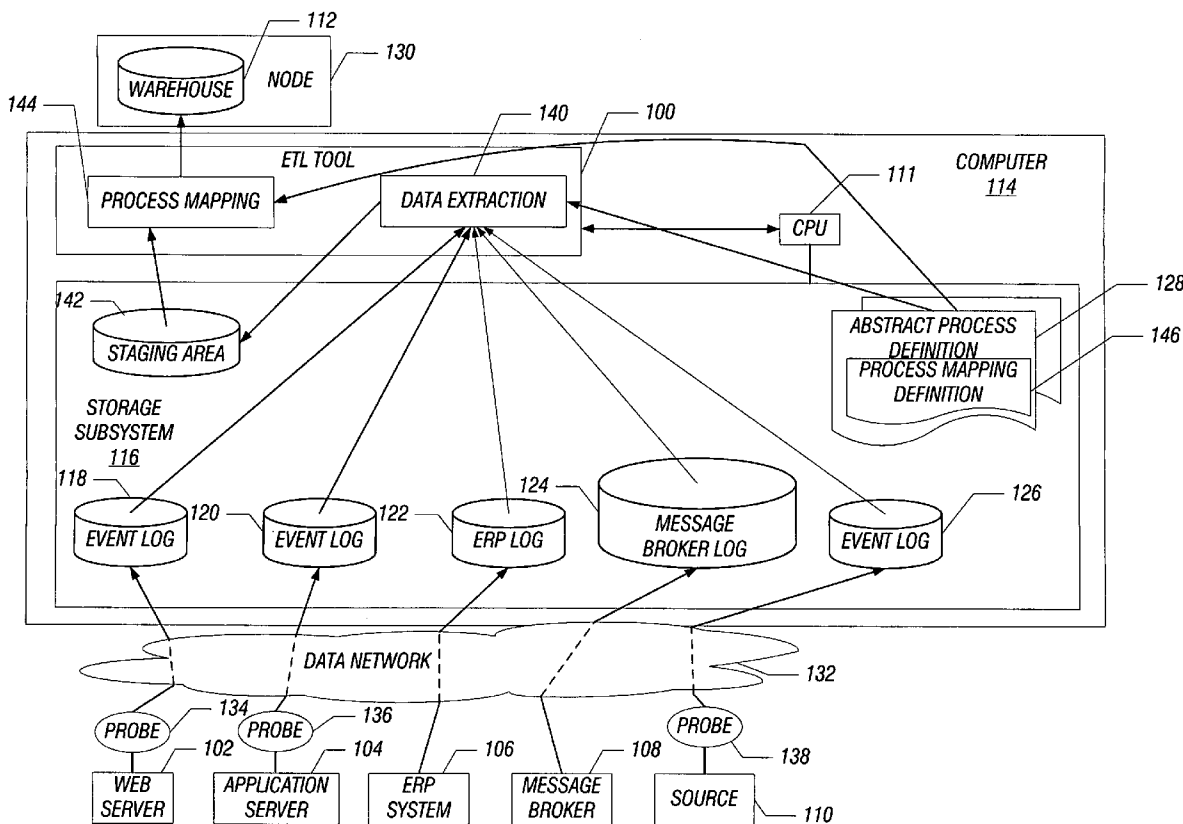 112
130
WAREHOUSE
NODE
144
140
100
ETL TOOL
COMPUTER
114
111
PROCESS MAPPING
DATA EXTRACTION
CPU
142
STAGING AREA
128
ABSTRACT PROCESS
DEFINITION
146
PROCESS MAPPING
DEFINITION
STORAGE
SUBSYSTEM
116
118
120
122
124
126
EVENT LOG
EVENT LOG
ERP LOG
MESSAGE
BROKER LOG
EVENT LOG
DATA NETWORK
132
PROBE
134
PROBE
136
PROBE
138
102
104
106
108
WEB
SERVER
APPLICATION
SERVER
ERP
SYSTEM
MESSAGE
BROKER
SOURCE
110